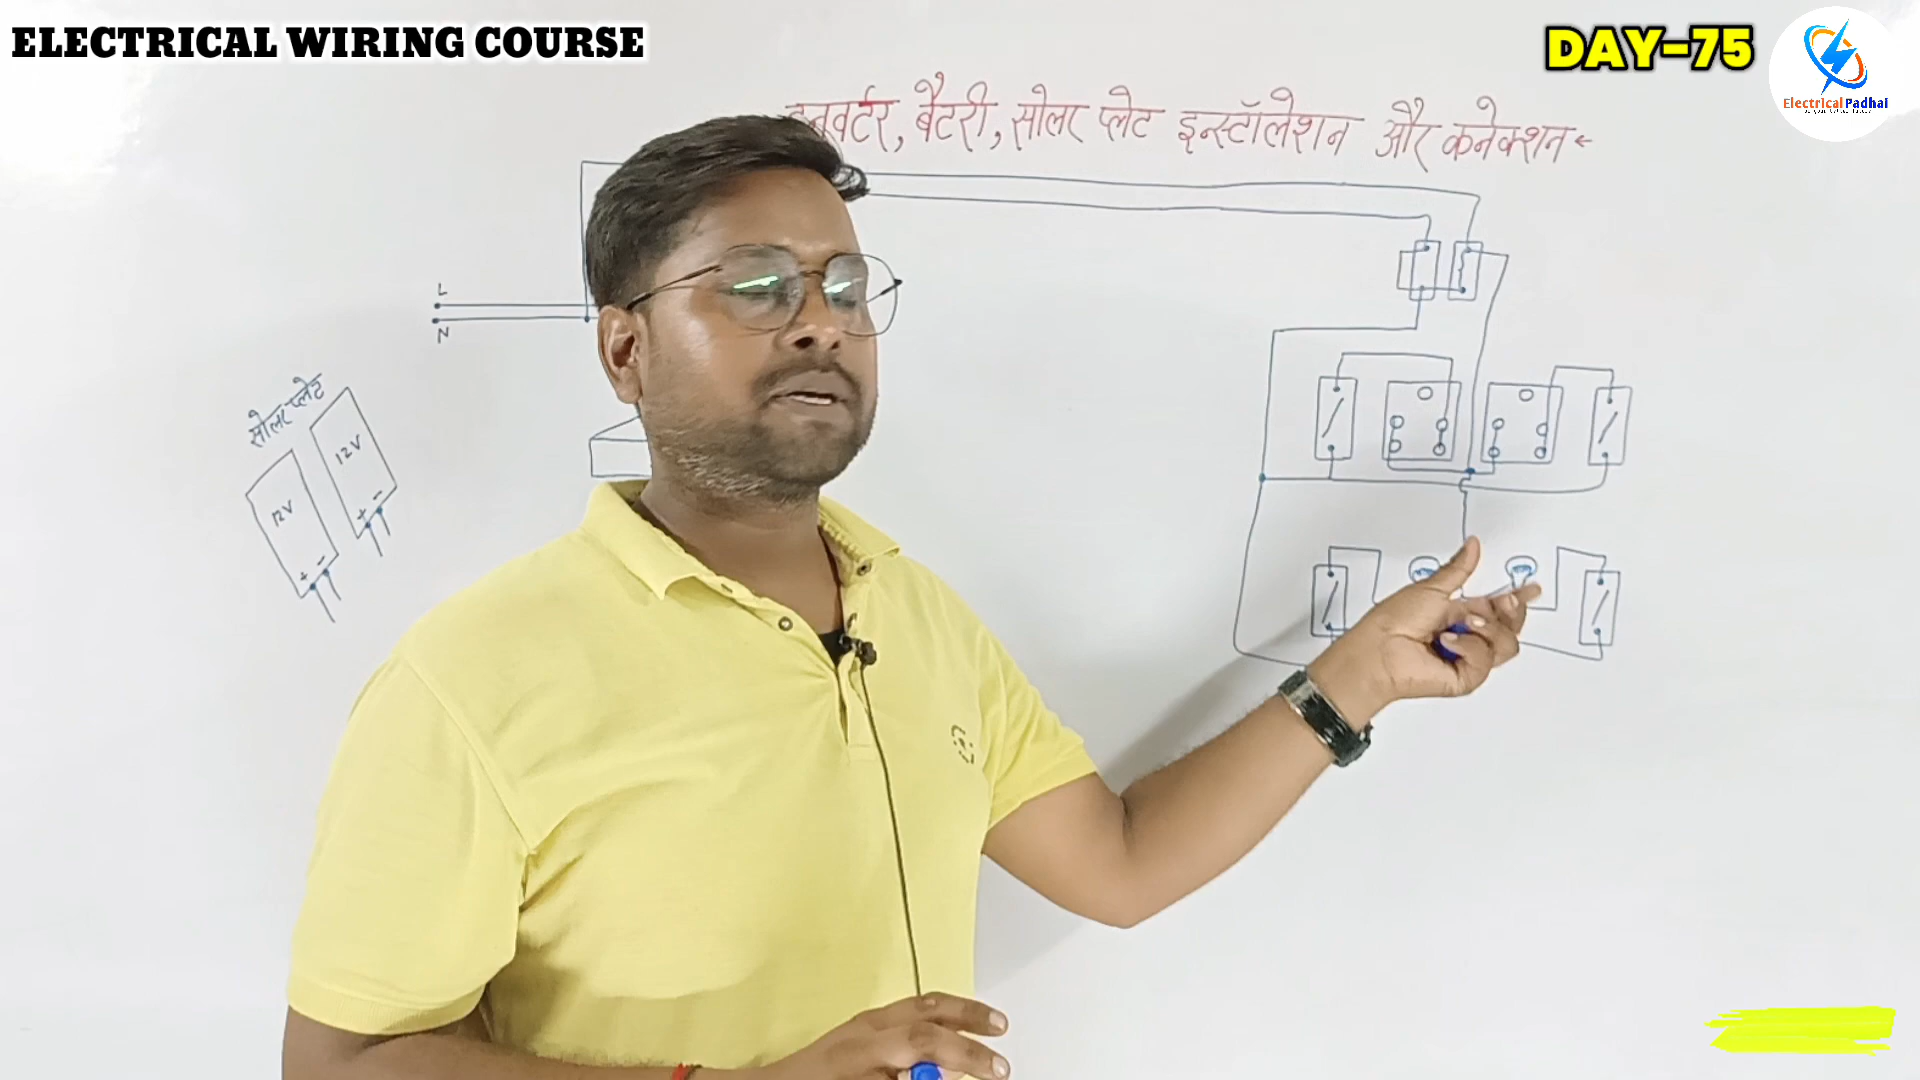 ELECTRICAL WIRING COURSE
DAY-75
Electrical Padhai
बैटरी, सोलर प्लेट इन्स्टॉलेशन और कनेक्शन
L
N
सोलर प्लेट
12V
12V
+ -
+ -